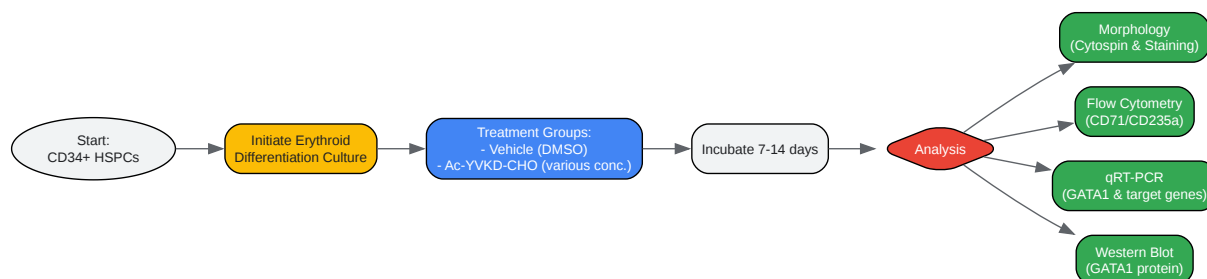 Start:
CD34+ HSPCs
Initiate Erythroid
Differentiation Culture
Treatment Groups:
- Vehicle (DMSO)
- Ac-YVKD-CHO (various conc.)
Incubate 7-14 days
Analysis
Morphology
(Cytospin & Staining)
Flow Cytometry
(CD71/CD235a)
qRT-PCR
(GATA1 & target genes)
Western Blot
(GATA1 protein)